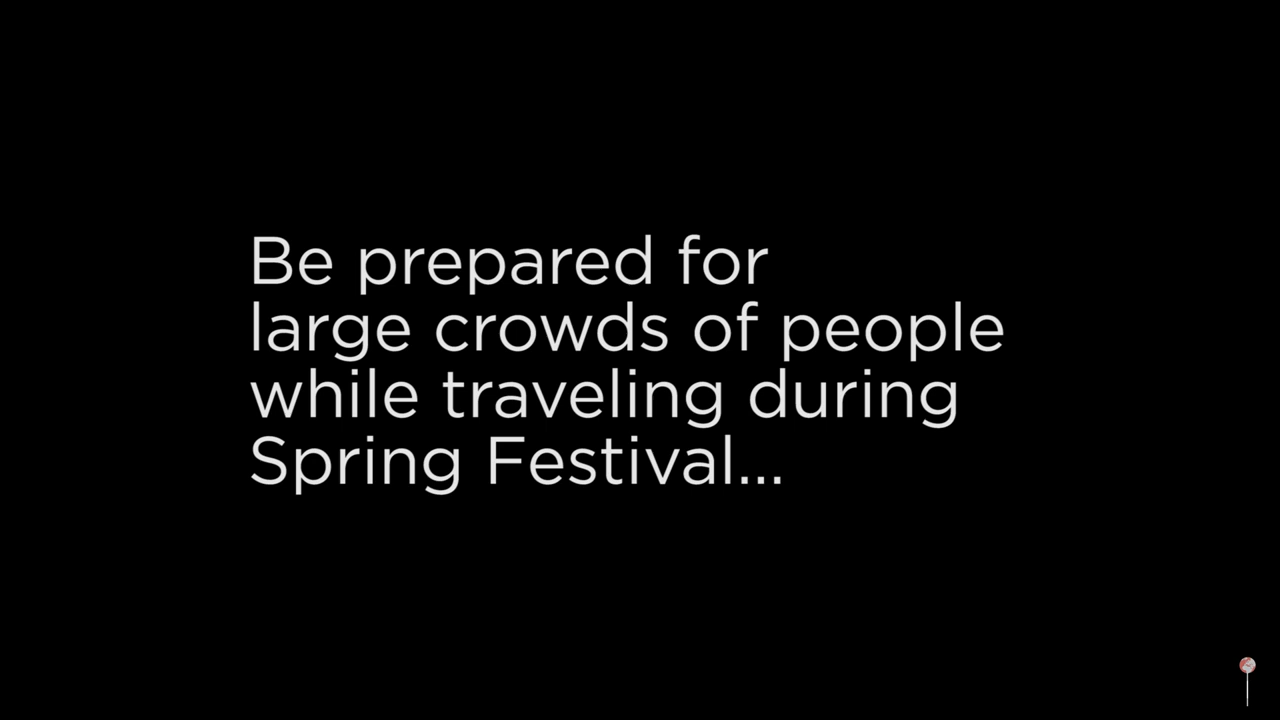 Be prepared for
large crowds of people
while traveling during
Spring Festival...